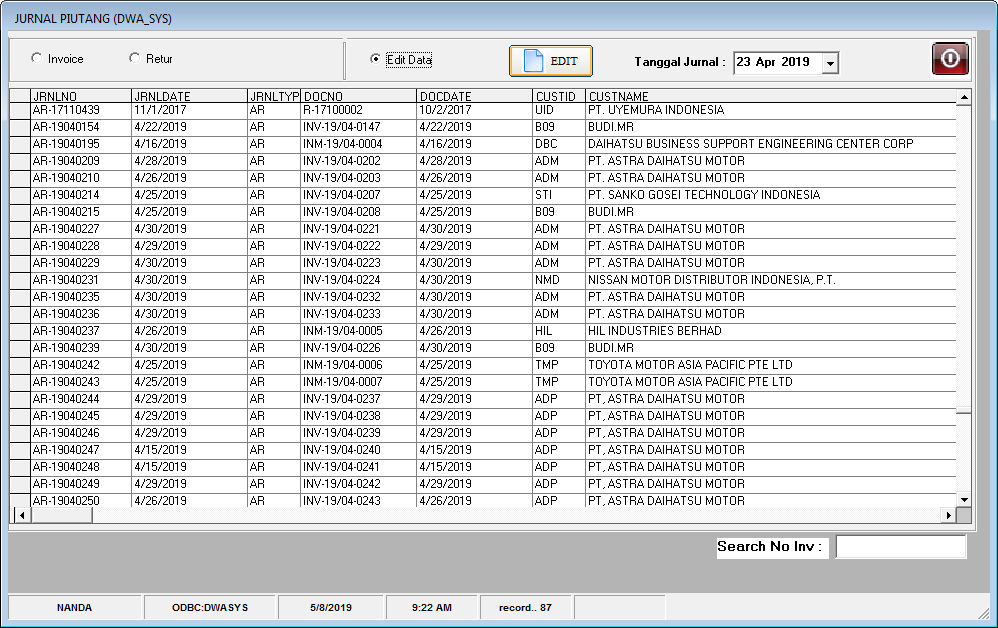 JURNAL PIUTANG (DWA_SYS)
Invoice Retur Edit Data EDIT Tanggal Jurnal : 23 Apr 2019
JRNLNO JRNLDATE JRNLTYP DOCNO DOCDATE CUSTID CUSTNAME
AR-17110439 11/1/2017 AR R-17100002 10/2/2017 UID PT. UYEMURA INDONESIA
AR-19040154 4/22/2019 AR INV-19/04-0147 4/22/2019 B09 BUDI.MR
AR-19040195 4/16/2019 AR INM-19/04-0004 4/16/2019 DBC DAIHATSU BUSINESS SUPPORT ENGINEERING CENTER CORP
AR-19040209 4/28/2019 AR INV-19/04-0202 4/28/2019 ADM PT. ASTRA DAIHATSU MOTOR
AR-19040210 4/26/2019 AR INV-19/04-0203 4/26/2019 ADM PT. ASTRA DAIHATSU MOTOR
AR-19040214 4/25/2019 AR INV-19/04-0207 4/25/2019 STI PT. SANKO GOSEI TECHNOLOGY INDONESIA
AR-19040215 4/25/2019 AR INV-19/04-0208 4/25/2019 B09 BUDI.MR
AR-19040227 4/30/2019 AR INV-19/04-0221 4/30/2019 ADM PT. ASTRA DAIHATSU MOTOR
AR-19040228 4/29/2019 AR INV-19/04-0222 4/29/2019 ADM PT. ASTRA DAIHATSU MOTOR
AR-19040229 4/30/2019 AR INV-19/04-0223 4/30/2019 ADM PT. ASTRA DAIHATSU MOTOR
AR-19040231 4/30/2019 AR INV-19/04-0224 4/30/2019 NMD NISSAN MOTOR DISTRIBUTOR INDONESIA, P.T.
AR-19040235 4/30/2019 AR INV-19/04-0232 4/30/2019 ADM PT. ASTRA DAIHATSU MOTOR
AR-19040236 4/30/2019 AR INV-19/04-0233 4/30/2019 ADM PT. ASTRA DAIHATSU MOTOR
AR-19040237 4/26/2019 AR INM-19/04-0005 4/26/2019 HIL HIL INDUSTRIES BERHAD
AR-19040239 4/30/2019 AR INV-19/04-0226 4/30/2019 B09 BUDI.MR
AR-19040242 4/25/2019 AR INM-19/04-0006 4/25/2019 TMP TOYOTA MOTOR ASIA PACIFIC PTE LTD
AR-19040243 4/25/2019 AR INM-19/04-0007 4/25/2019 TMP TOYOTA MOTOR ASIA PACIFIC PTE LTD
AR-19040244 4/29/2019 AR INV-19/04-0237 4/29/2019 ADP PT, ASTRA DAIHATSU MOTOR
AR-19040245 4/29/2019 AR INV-19/04-0238 4/29/2019 ADP PT, ASTRA DAIHATSU MOTOR
AR-19040246 4/29/2019 AR INV-19/04-0239 4/29/2019 ADP PT, ASTRA DAIHATSU MOTOR
AR-19040247 4/15/2019 AR INV-19/04-0240 4/15/2019 ADP PT, ASTRA DAIHATSU MOTOR
AR-19040248 4/15/2019 AR INV-19/04-0241 4/15/2019 ADP PT, ASTRA DAIHATSU MOTOR
AR-19040249 4/29/2019 AR INV-19/04-0242 4/29/2019 ADP PT, ASTRA DAIHATSU MOTOR
AR-19040250 4/26/2019 AR INV-19/04-0243 4/26/2019 ADP PT, ASTRA DAIHATSU MOTOR
Search No Inv :
NANDA ODBC:DWASYS 5/8/2019 9:22 AM record.. 87